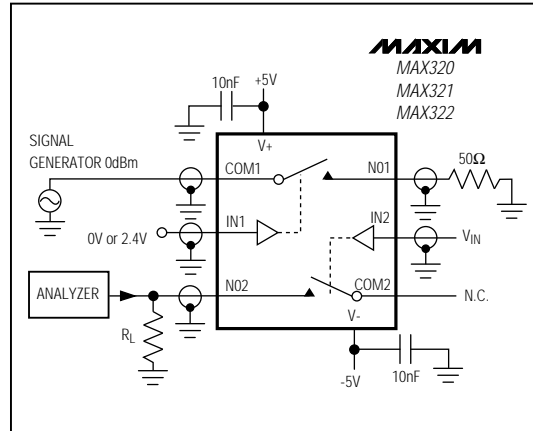 MAXIM
MAX320
MAX321
MAX322
10nF
+5V
SIGNAL
GENERATOR 0dBm
V+
COM1
N01
50Ω
0V or 2.4V
IN1
IN2
VIN
ANALYZER
N02
COM2
N.C.
RL
V-
-5V
10nF